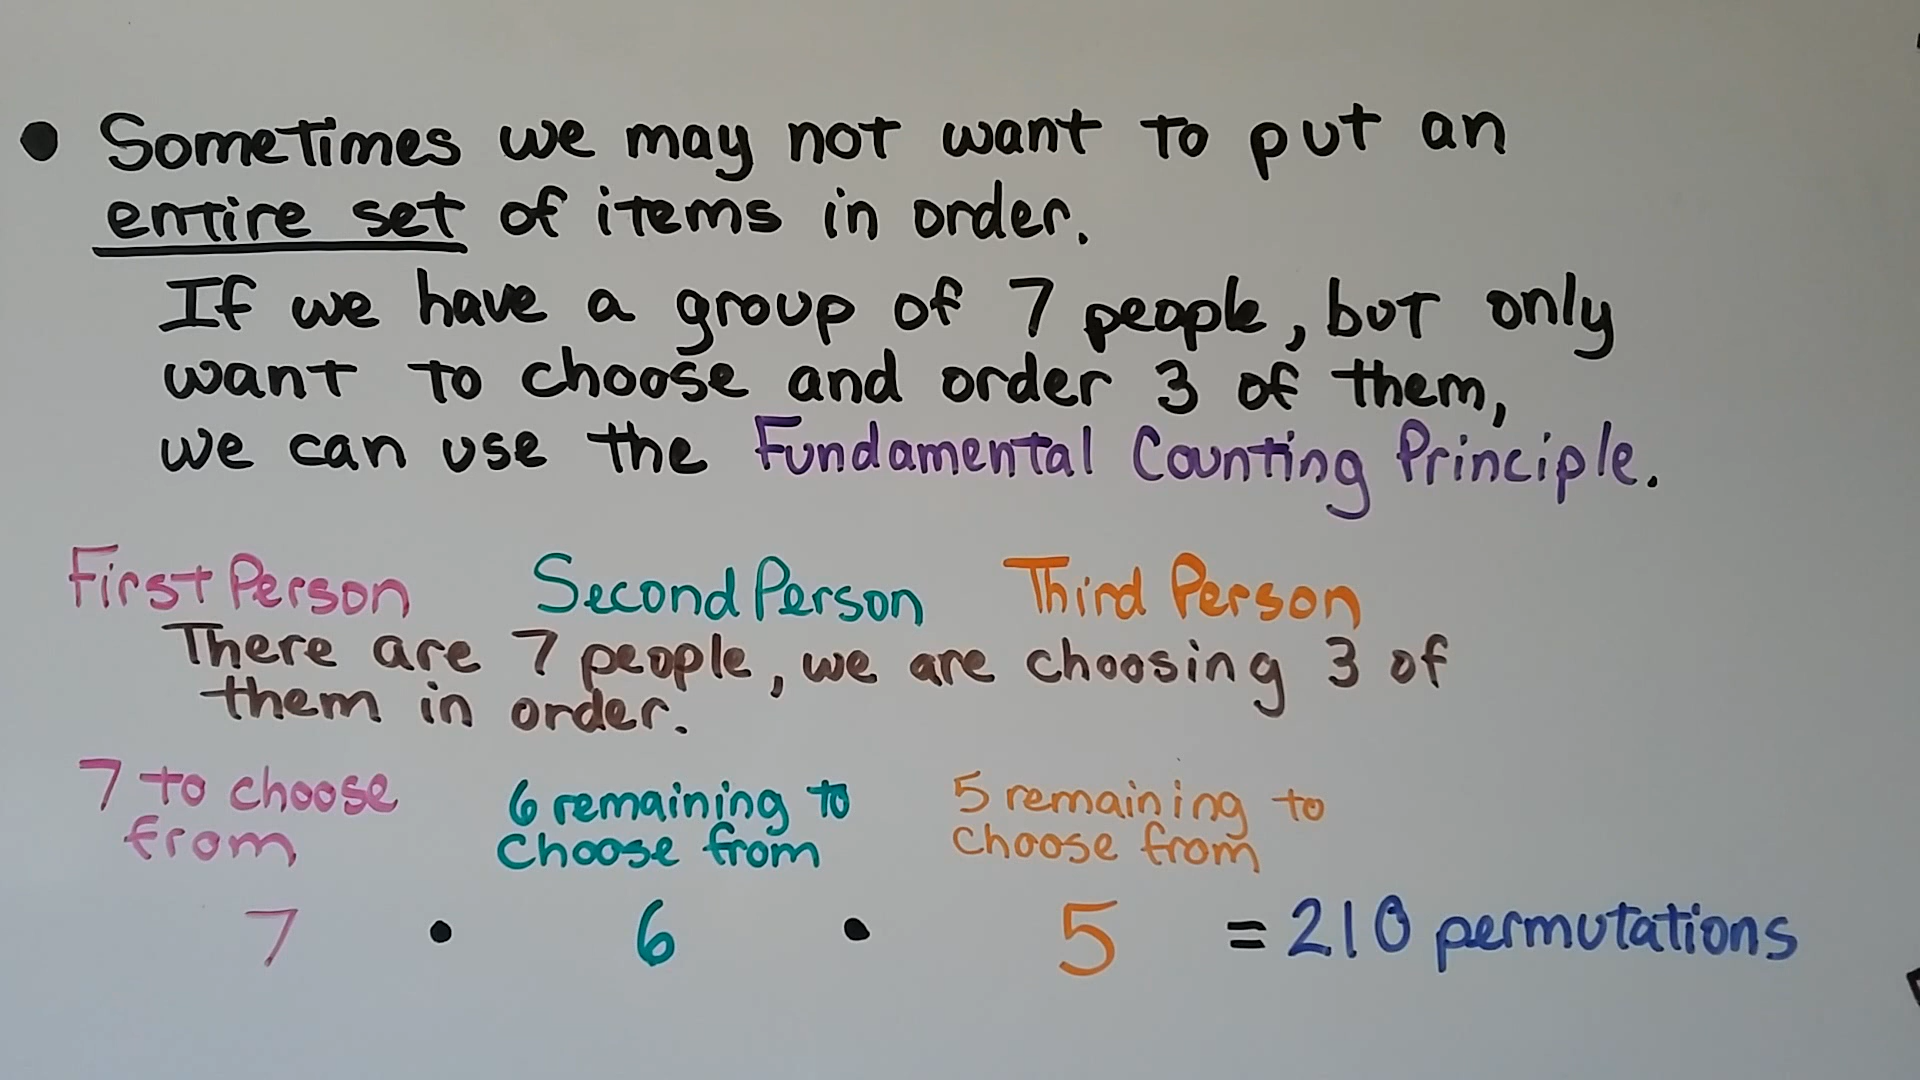 • Sometimes we may not want to put an
entire set of items in order.
If we have a group of 7 people, but only
want to choose and order 3 of them,
we can use the Fundamental Counting Principle.
First Person Second Person Third Person
There are 7 people, we are choosing 3 of
them in order.
7 to choose 6 remaining to 5 remaining to
from choose from choose from
7 • 6 • 5 = 210 permutations